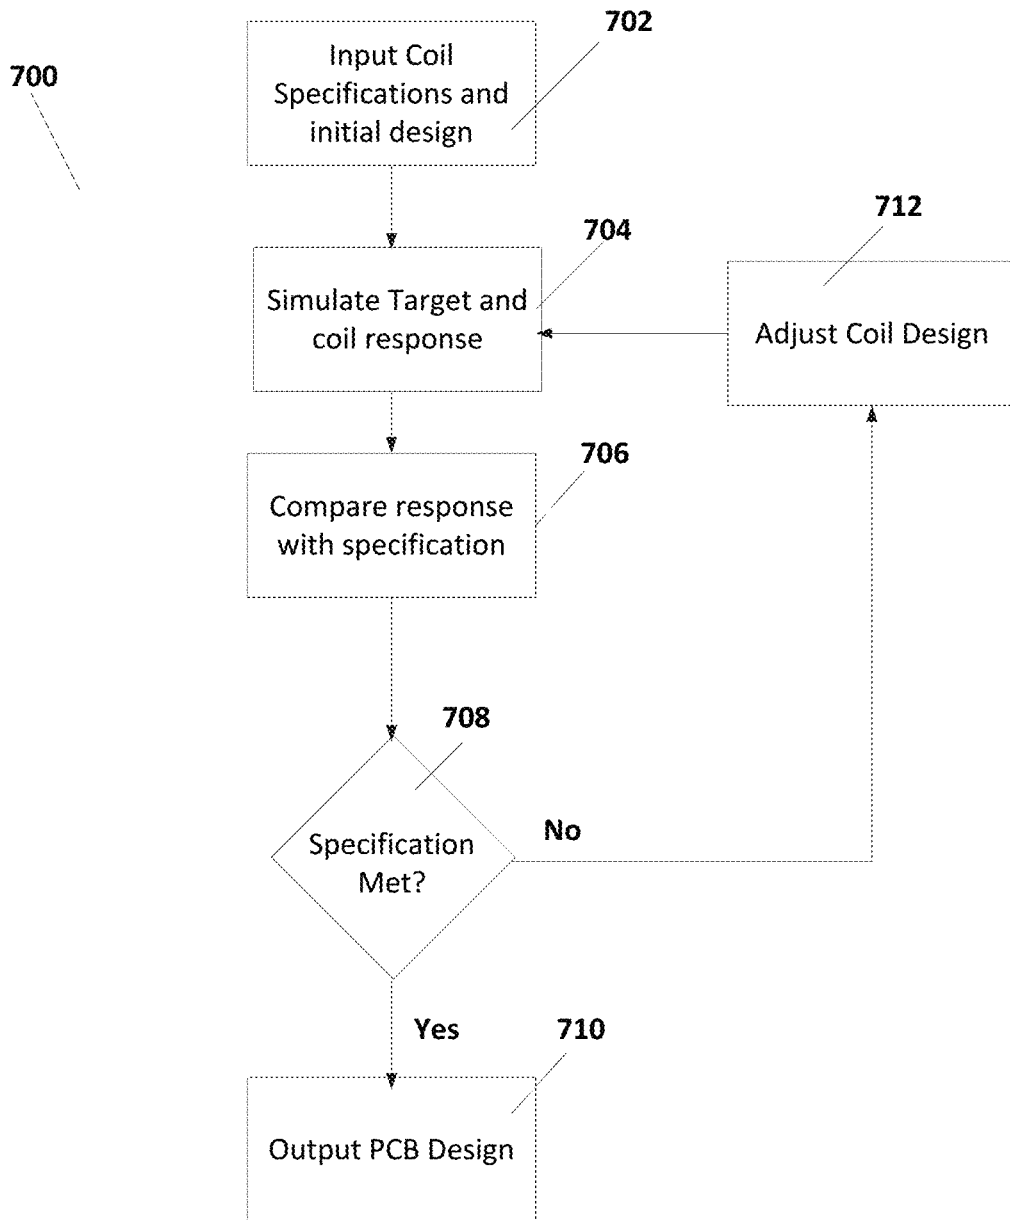 702
700
Input Coil
Specifications and
initial design
704
712
Simulate Target and
coil response
Adjust Coil Design
706
Compare response
with specification
708
No
Specification
Met?
Yes
710
Output PCB Design